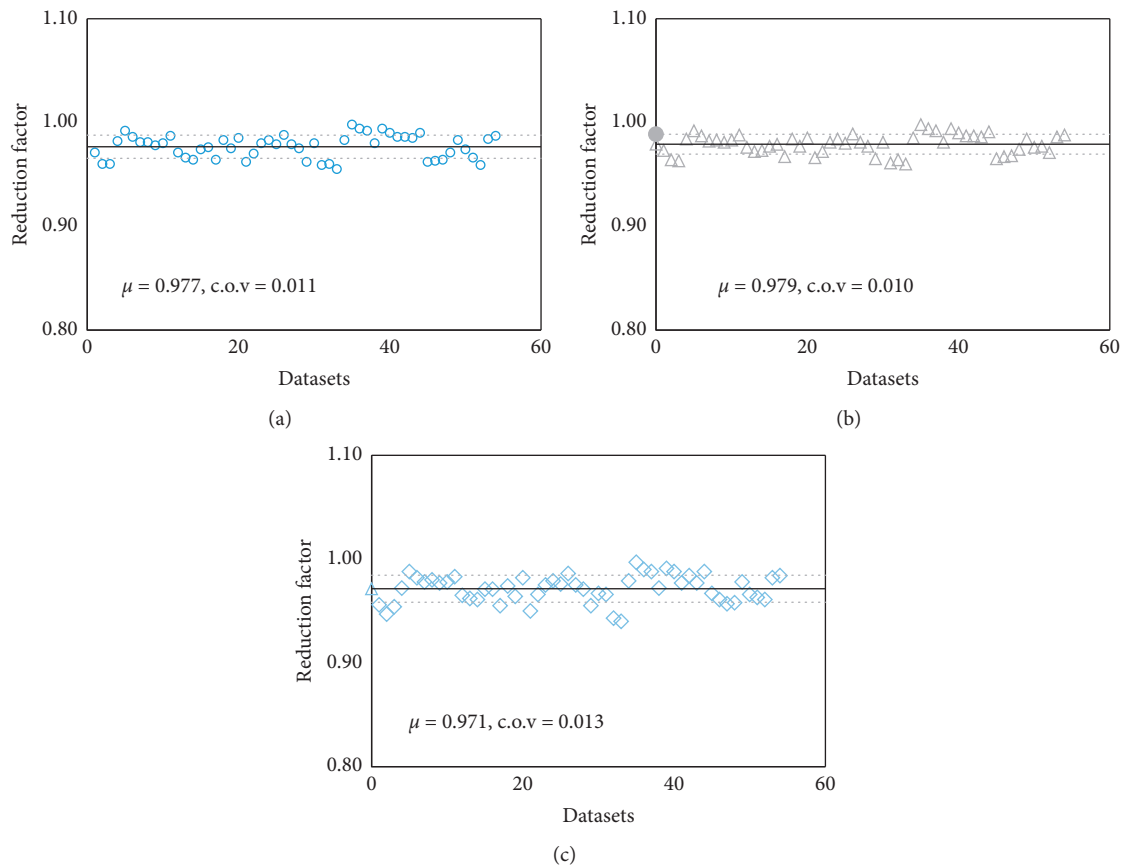 1.10
1.00
0.90
0.80
Reduction factor
μ = 0.977, c.o.v = 0.011
0
20
40
60
Datasets
(a)
1.10
1.00
0.90
0.80
Reduction factor
μ = 0.979, c.o.v = 0.010
0
20
40
60
Datasets
(b)
1.10
1.00
0.90
0.80
Reduction factor
μ = 0.971, c.o.v = 0.013
0
20
40
60
Datasets
(c)